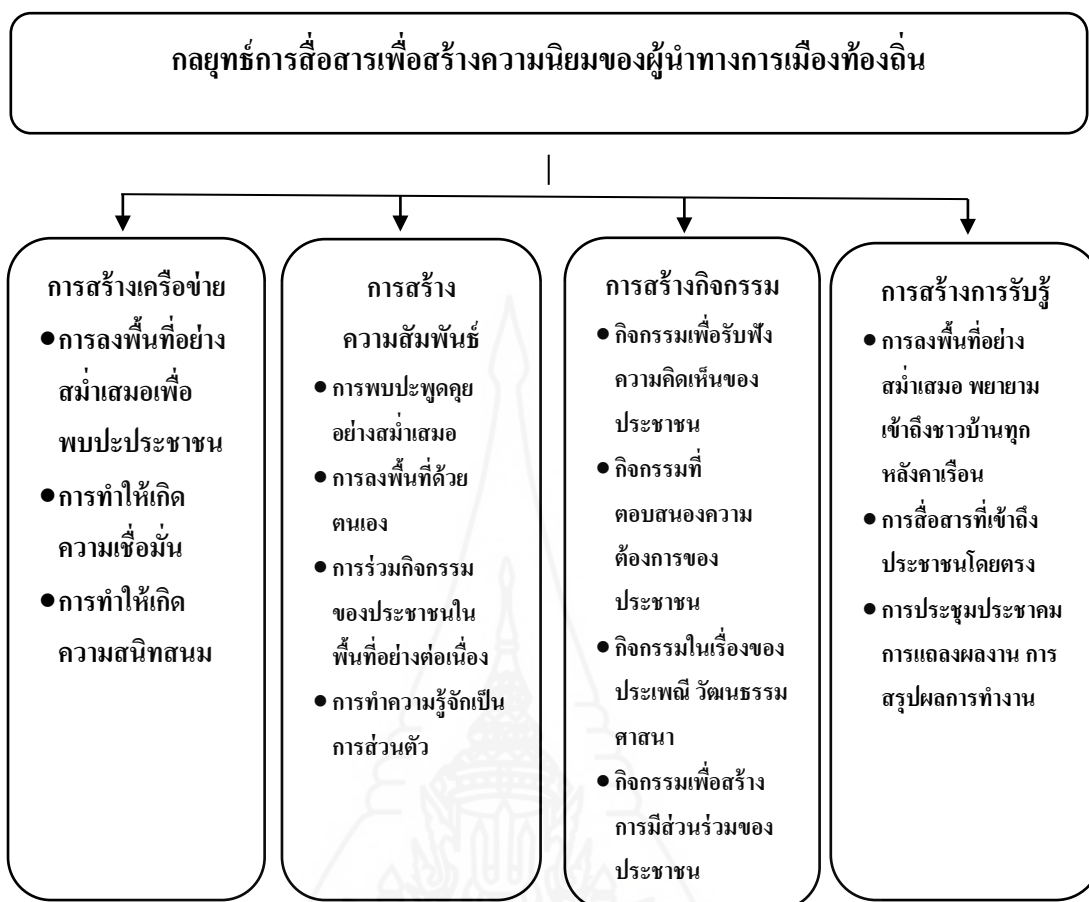 กลยุทธ์การสื่อสารเพื่อสร้างความนิยมของผู้นำทางการเมืองท้องถิ่น
การสร้างเครือข่าย
●การลงพื้นที่อย่าง
สม่ำเสมอเพื่อ
พบปะประชาชน
●การทำให้เกิด
ความเชื่อมั่น
●การทำให้เกิด
ความสนิทสนม
การสร้าง
ความสัมพันธ์
● การพบปะพูดคุย
อย่างสม่ำเสมอ
● การลงพื้นที่ด้วย
ตนเอง
● การร่วมกิจกรรม
ของประชาชนใน
พื้นที่อย่างต่อเนื่อง
● การทำความรู้จักเป็น
การส่วนตัว
การสร้างกิจกรรม
● กิจกรรมเพื่อรับฟัง
ความคิดเห็นของ
ประชาชน
● กิจกรรมที่
ตอบสนองความ
ต้องการของ
ประชาชน
● กิจกรรมในเรื่องของ
ประเพณี วัฒนธรรม
ศาสนา
● กิจกรรมเพื่อสร้าง
การมีส่วนร่วมของ
ประชาชน
การสร้างการรับรู้
● การลงพื้นที่อย่าง
สม่ำเสมอ พยายาม
เข้าถึงชาวบ้านทุก
หลังคาเรือน
● การสื่อสารที่เข้าถึง
ประชาชนโดยตรง
● การประชุมประชาคม
การแถลงผลงาน การ
สรุปผลการทำงาน